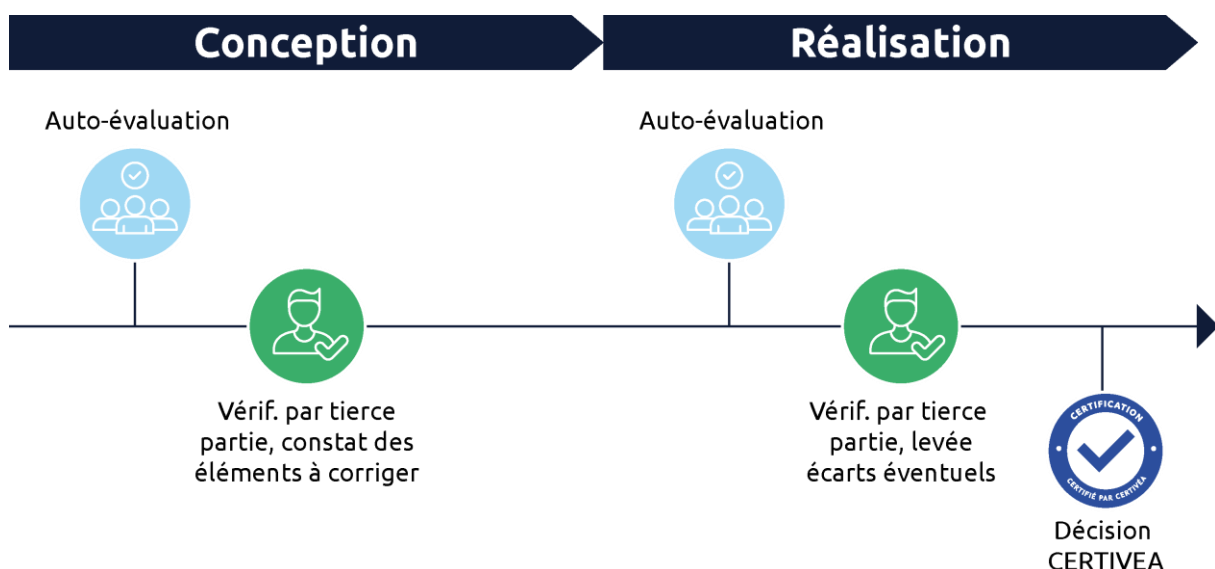 Conception
Réalisation
Auto-évaluation
Auto-évaluation
Vérif. par tierce
partie, constat des
éléments à corriger
Vérif. par tierce
partie, levée
écarts éventuels
CERTIFICATION
CERTIFIÉ PAR CERTIVÉA
Décision
CERTIVEA